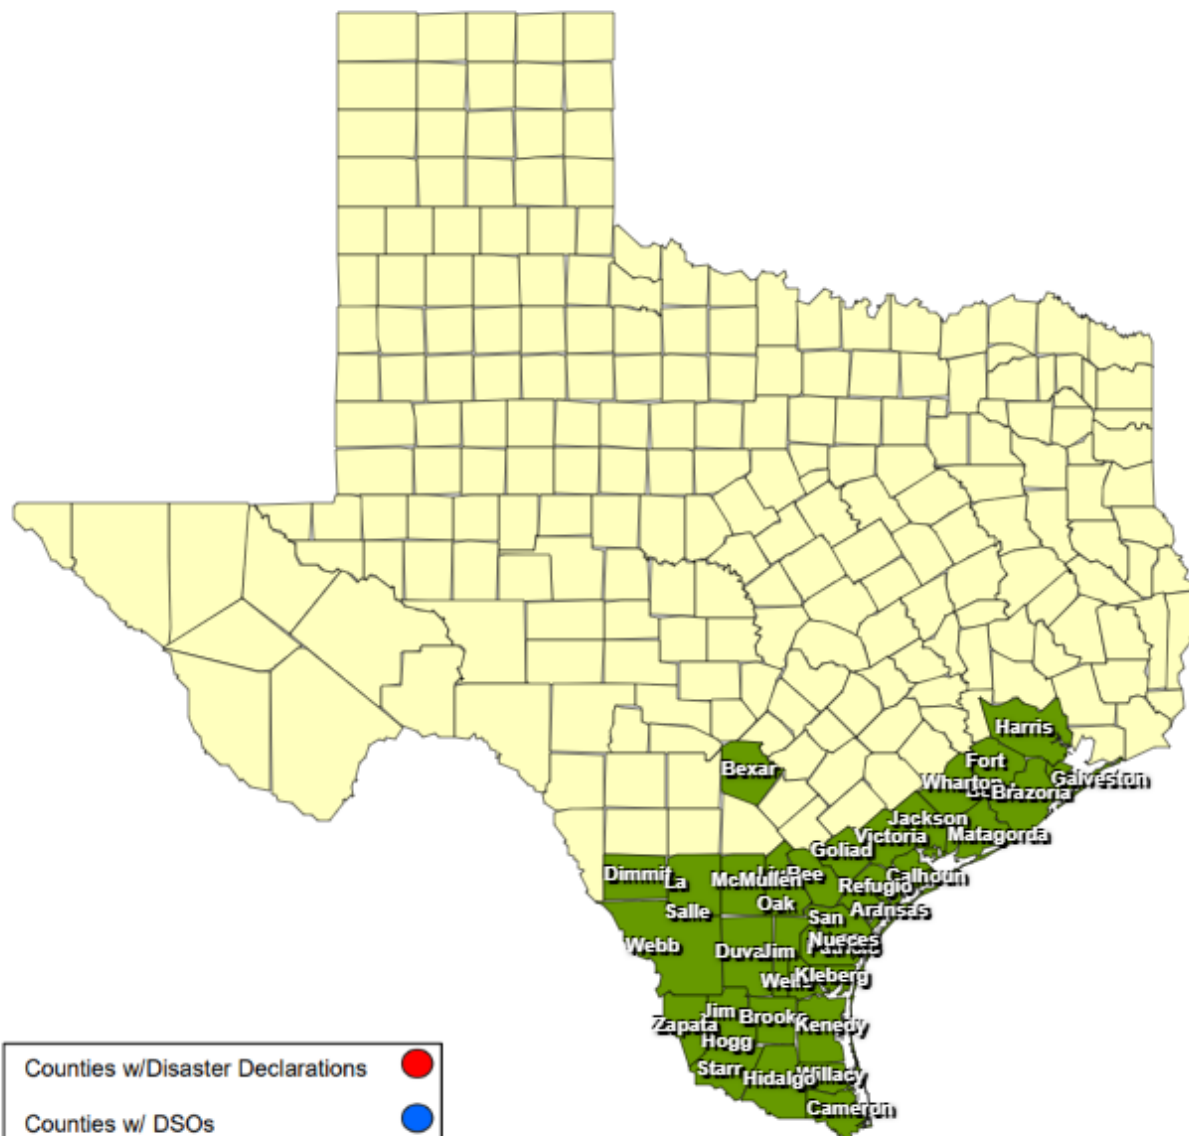 Harris
Fort
Bexar
Galveston
Wharton
Brazoria
Jackson
Matagorda
Victoria
Goliad
Dimmit
La
McMullen
Bee
Calhoun
Refugio
Salle
Oak
San
Aransas
Webb
Nueces
Duval
Jim
Kleberg
Jim
Brooks
Zapata
Kenedy
Hogg
Starr
Hidalgo
Willacy
Cameron
Counties w/Disaster Declarations
Counties w/ DSOs